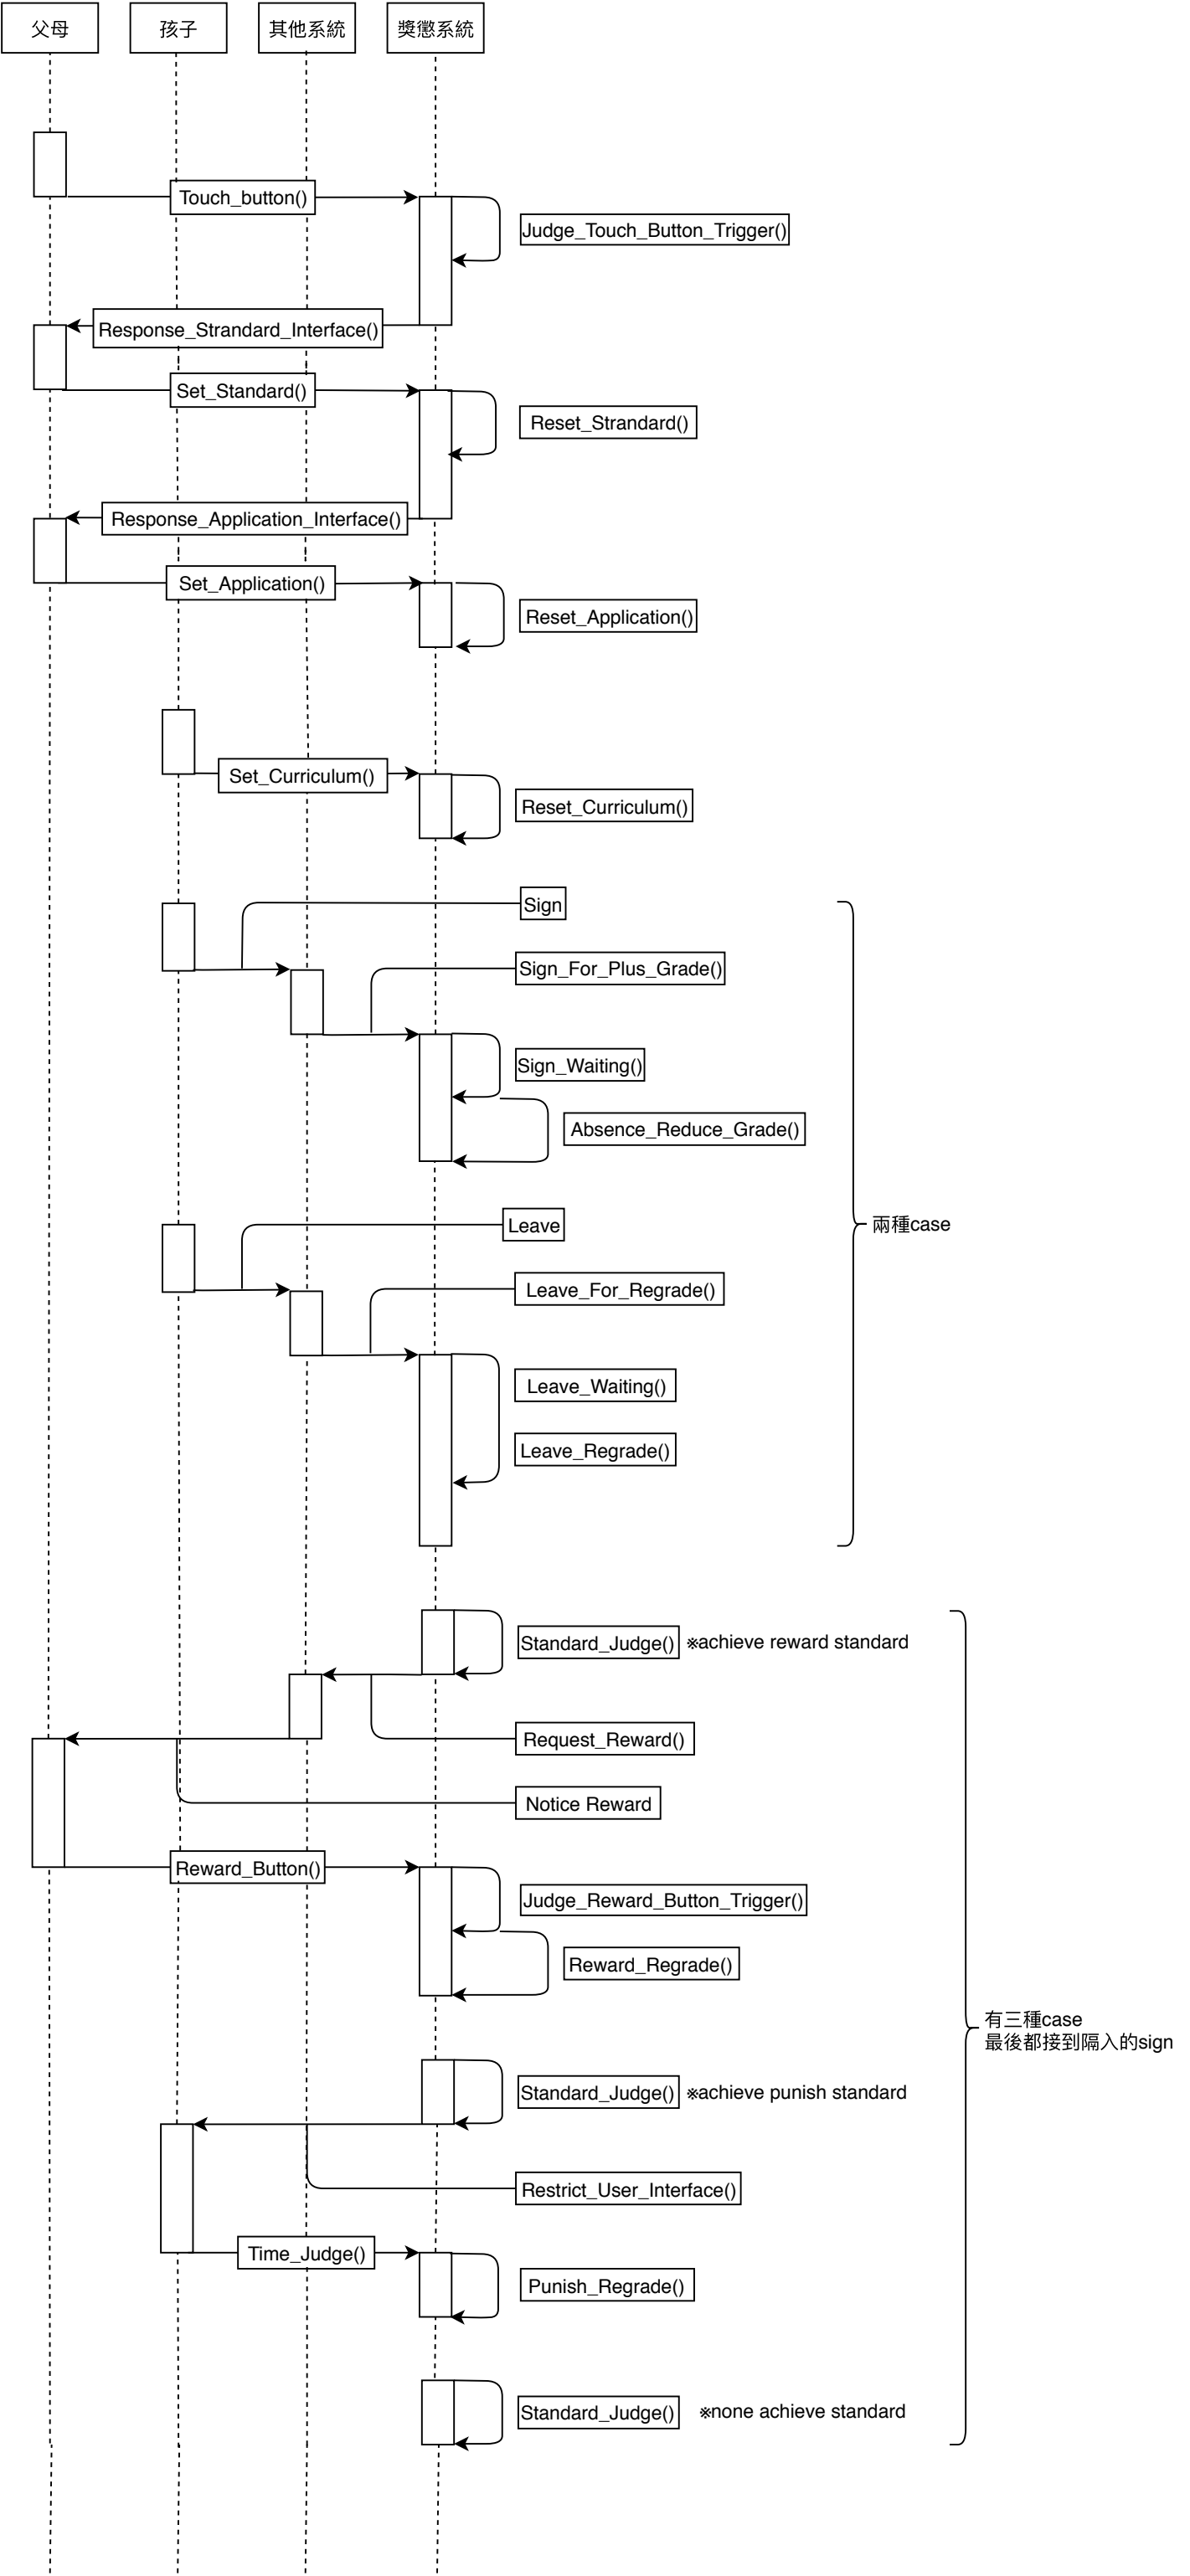 父母
孩子
其他系統
獎懲系統
Touch_button()
Judge_Touch_Button_Trigger()
Response_Strandard_Interface()
Set_Standard()
Reset_Strandard()
Response_Application_Interface()
Set_Application()
Reset_Application()
Set_Curriculum()
Reset_Curriculum()
Sign
Sign_For_Plus_Grade()
Sign_Waiting()
Absence_Reduce_Grade()
Leave
兩種case
Leave_For_Regrade()
Leave_Waiting()
Leave_Regrade()
Standard_Judge() ※achieve reward standard
Request_Reward()
Notice Reward
Reward_Button()
Judge_Reward_Button_Trigger()
Reward_Regrade()
有三種case
最後都接到隔入的sign
Standard_Judge() ※achieve punish standard
Restrict_User_Interface()
Time_Judge()
Punish_Regrade()
Standard_Judge() ※none achieve standard